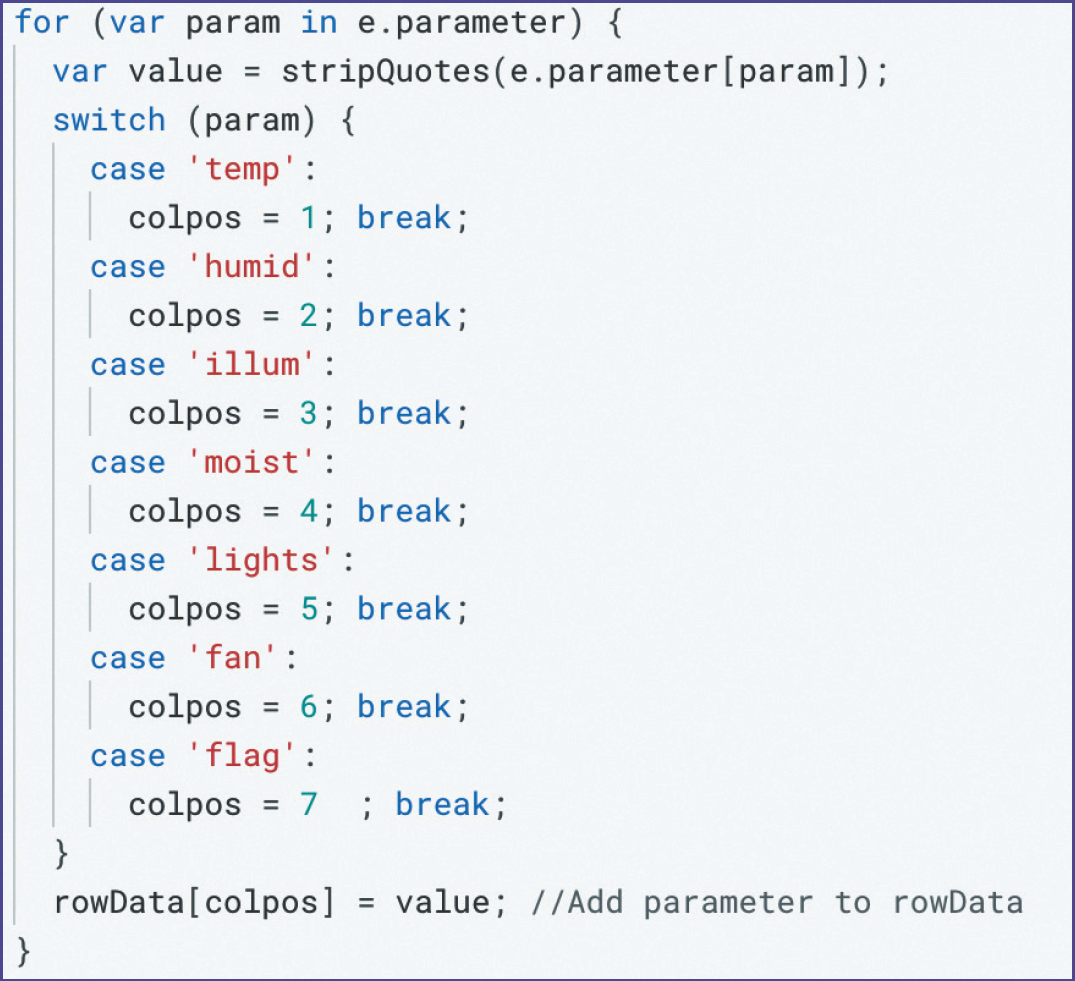 for (var param in e.parameter) {
  var value = stripQuotes(e.parameter[param]);
  switch (param) {
    case 'temp':
      colpos = 1; break;
    case 'humid':
      colpos = 2; break;
    case 'illum':
      colpos = 3; break;
    case 'moist':
      colpos = 4; break;
    case 'lights':
      colpos = 5; break;
    case 'fan':
      colpos = 6; break;
    case 'flag':
      colpos = 7  ; break;
  }
  rowData[colpos] = value; //Add parameter to rowData
}